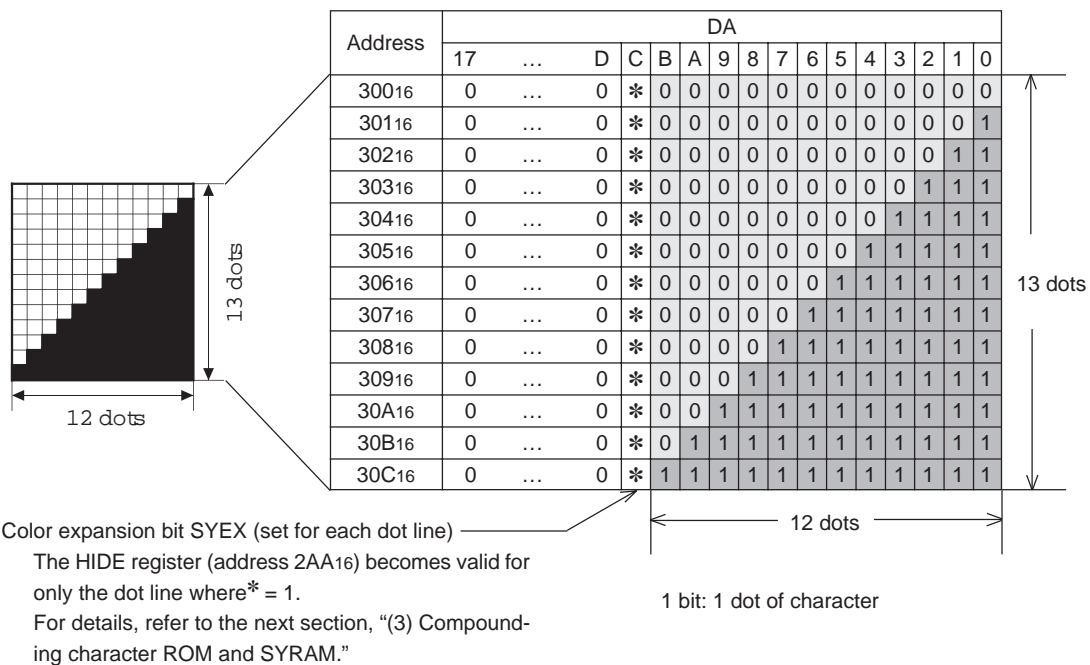 Address DA
17 … D C B A 9 8 7 6 5 4 3 2 1 0
30016 0 … 0 ✻ 0 0 0 0 0 0 0 0 0 0 0 0
30116 0 … 0 ✻ 0 0 0 0 0 0 0 0 0 0 0 1
30216 0 … 0 ✻ 0 0 0 0 0 0 0 0 0 0 1 1
30316 0 … 0 ✻ 0 0 0 0 0 0 0 0 0 1 1 1
30416 0 … 0 ✻ 0 0 0 0 0 0 0 0 1 1 1 1
30516 0 … 0 ✻ 0 0 0 0 0 0 0 1 1 1 1 1
30616 0 … 0 ✻ 0 0 0 0 0 0 1 1 1 1 1 1
30716 0 … 0 ✻ 0 0 0 0 0 1 1 1 1 1 1 1
30816 0 … 0 ✻ 0 0 0 0 1 1 1 1 1 1 1 1
30916 0 … 0 ✻ 0 0 0 1 1 1 1 1 1 1 1 1
30A16 0 … 0 ✻ 0 0 1 1 1 1 1 1 1 1 1 1
30B16 0 … 0 ✻ 0 1 1 1 1 1 1 1 1 1 1 1
30C16 0 … 0 ✻ 1 1 1 1 1 1 1 1 1 1 1 1
13 dots
12 dots
13 dots
12 dots
Color expansion bit SYEX (set for each dot line)
The HIDE register (address 2AA16) becomes valid for
only the dot line where✻ = 1.
For details, refer to the next section, “(3) Compound-
ing character ROM and SYRAM.”
1 bit: 1 dot of character